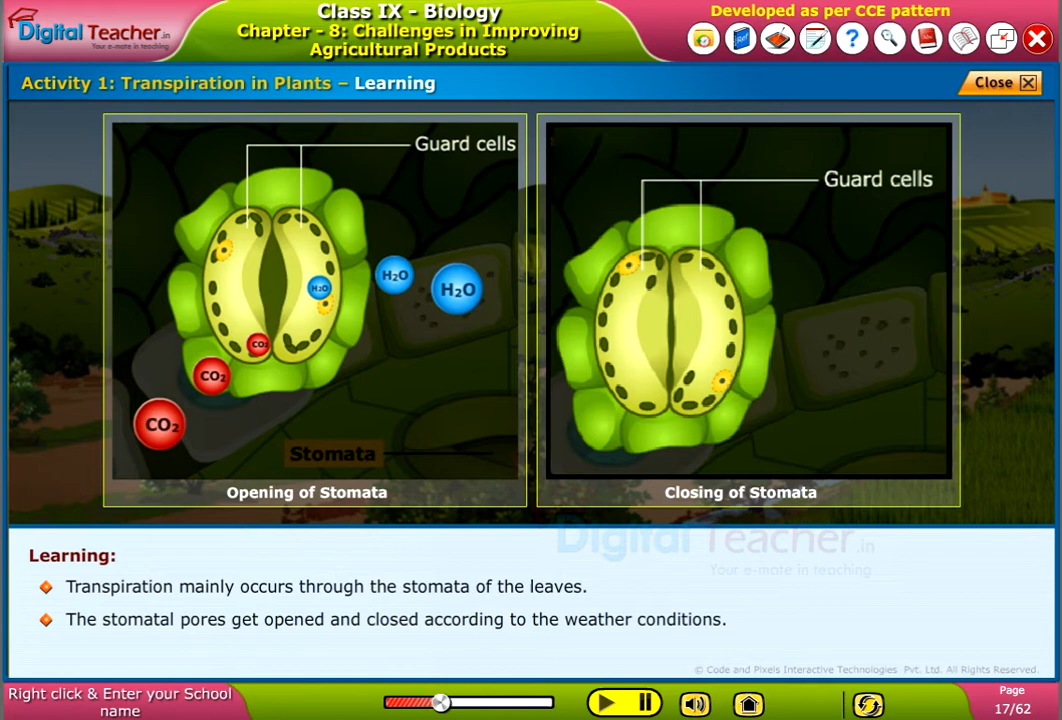 Digital Teacher.in
Your e-mate in teaching
Class IX - Biology
Chapter - 8: Challenges in Improving
Agricultural Products
Developed as per CCE pattern
Ref
?
Activity 1: Transpiration in Plants – Learning
Close
Guard cells
H₂O
H₂O
H₂O
CO₂
CO₂
CO₂
Stomata
Opening of Stomata
Guard cells
Closing of Stomata
Digital Teacher.in
Your e-mate in teaching
Learning:
Transpiration mainly occurs through the stomata of the leaves.
The stomatal pores get opened and closed according to the weather conditions.
© Code and Pixels Interactive Technologies Pvt. Ltd. All Rights Reserved.
Right click & Enter your School
name
Page
17/62